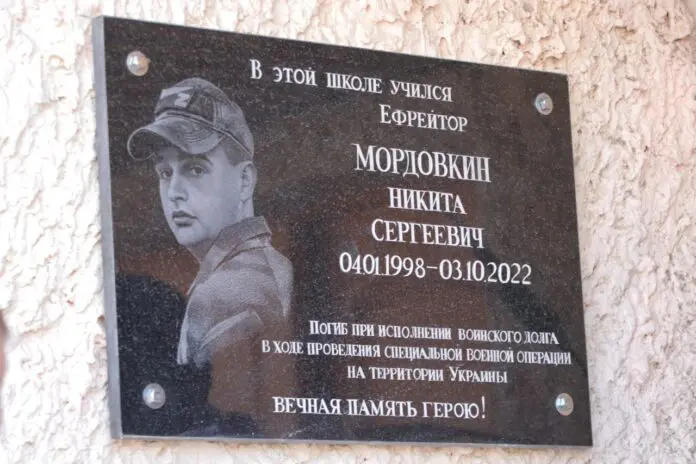 В ЭТОЙ ШКОЛЕ УЧИЛСЯ
ЕФРЕЙТОР
МОРДОВКИН
НИКИТА
СЕРГЕЕВИЧ
04.01.1998–03.10.2022
ПОГИБ ПРИ ИСПОЛНЕНИИ ВОИНСКОГО ДОЛГА
В ХОДЕ ПРОВЕДЕНИЯ СПЕЦИАЛЬНОЙ ВОЕННОЙ ОПЕРАЦИИ
НА ТЕРРИТОРИИ УКРАИНЫ
ВЕЧНАЯ ПАМЯТЬ ГЕРОЮ!